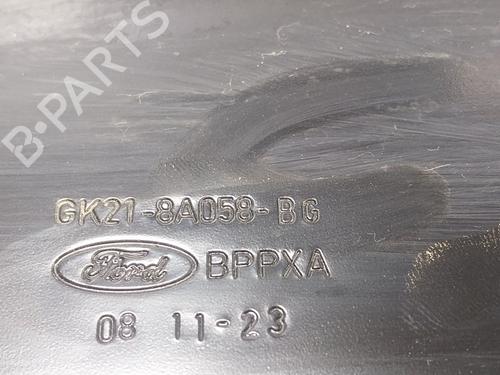 B-PARTS
GK21-8A058-BG
Ford BPPXA
08 11-23